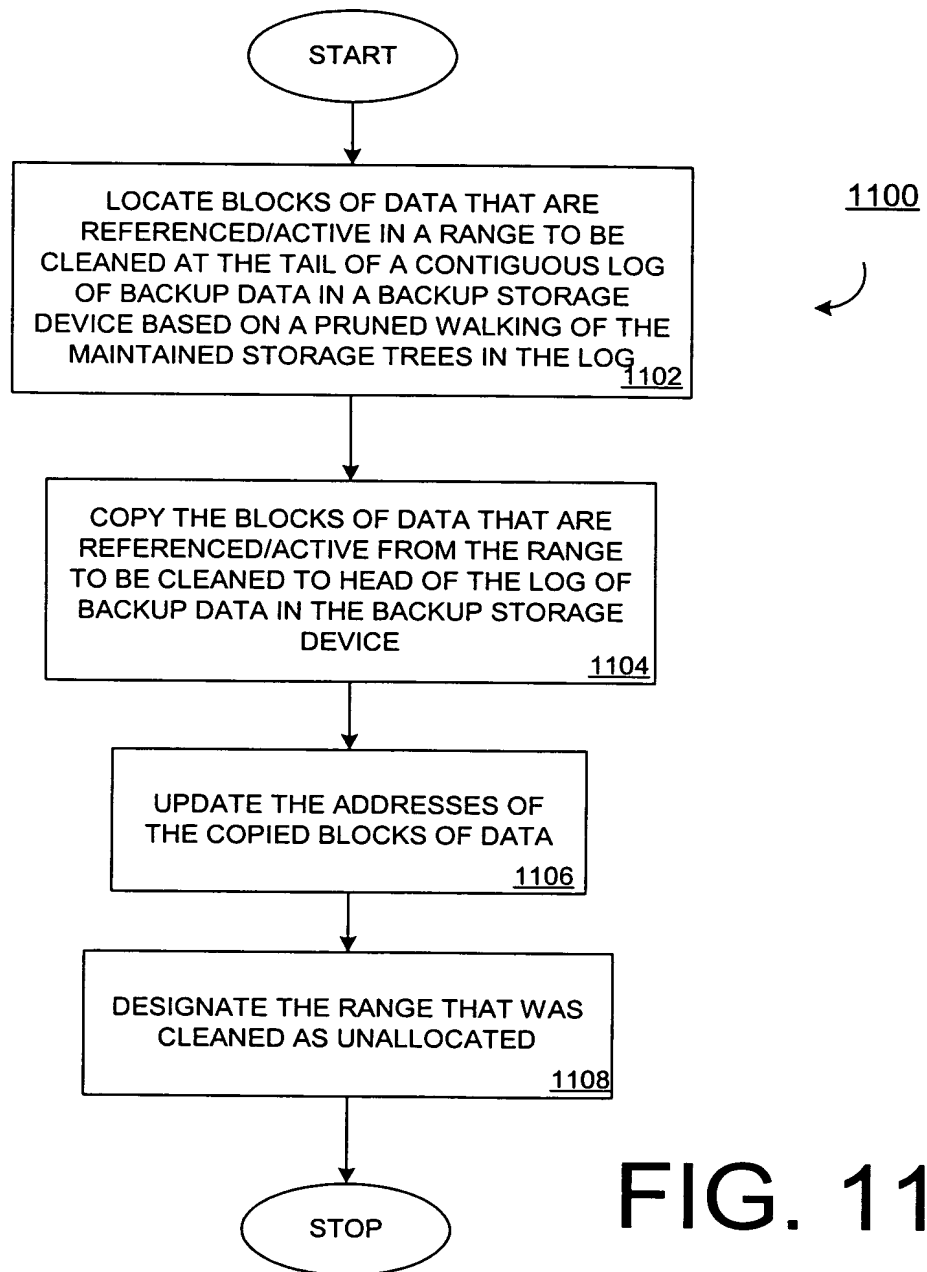 START
LOCATE BLOCKS OF DATA THAT ARE
REFERENCED/ACTIVE IN A RANGE TO BE
CLEANED AT THE TAIL OF A CONTIGUOUS LOG
OF BACKUP DATA IN A BACKUP STORAGE
DEVICE BASED ON A PRUNED WALKING OF THE
MAINTAINED STORAGE TREES IN THE LOG
1102
1100
COPY THE BLOCKS OF DATA THAT ARE
REFERENCED/ACTIVE FROM THE RANGE
TO BE CLEANED TO HEAD OF THE LOG OF
BACKUP DATA IN THE BACKUP STORAGE
DEVICE
1104
UPDATE THE ADDRESSES OF
THE COPIED BLOCKS OF DATA
1106
DESIGNATE THE RANGE THAT WAS
CLEANED AS UNALLOCATED
1108
STOP
FIG. 11